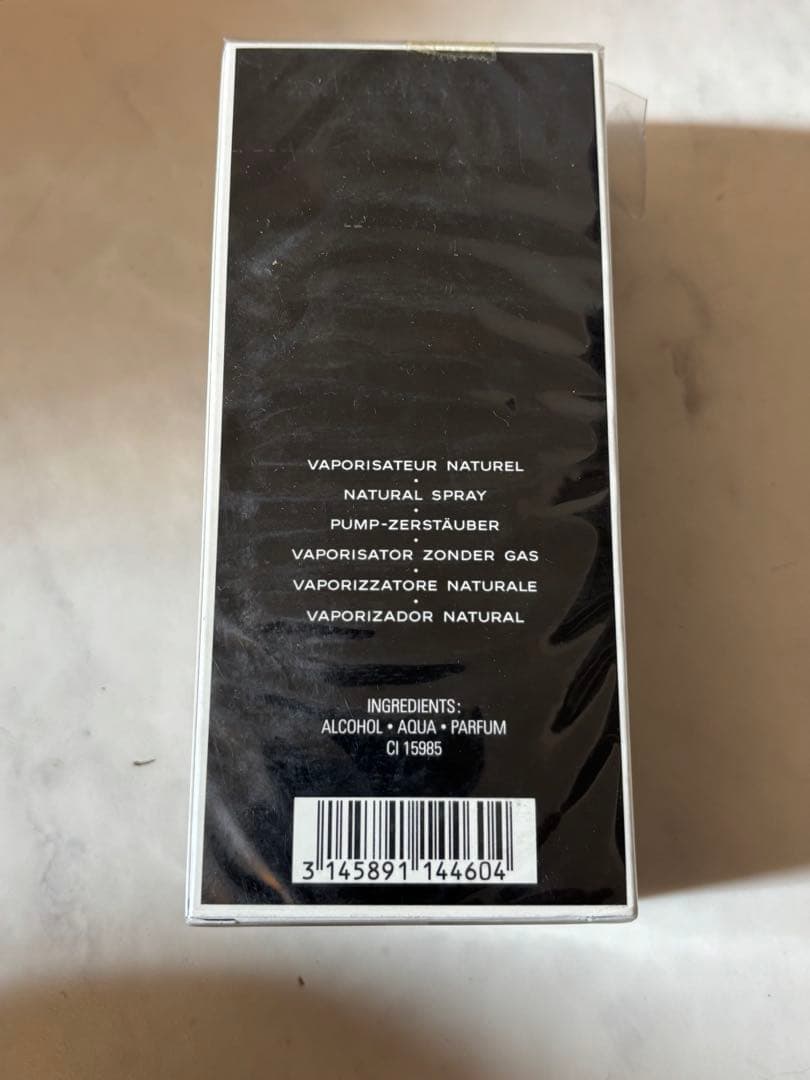 VAPORISATEUR NATUREL
•
NATURAL SPRAY
•
PUMP-ZERSTÄUBER
•
VAPORISATOR ZONDER GAS
•
VAPORIZZATORE NATURALE
•
VAPORIZADOR NATURAL
INGREDIENTS:
ALCOHOL • AQUA • PARFUM
CI 15985
3 145891 144604